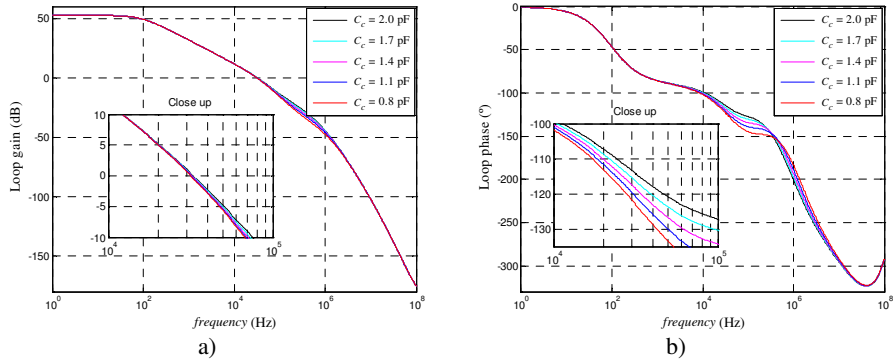 50
0
-50
-100
-150
Loop gain (dB)
10^0
10^2
10^4
10^6
10^8
frequency (Hz)
C_c = 2.0 pF
C_c = 1.7 pF
C_c = 1.4 pF
C_c = 1.1 pF
C_c = 0.8 pF
Close up
10
5
0
-5
-10
10^4
10^5
a)
0
-50
-100
-150
-200
-250
-300
Loop phase (º)
10^0
10^2
10^4
10^6
10^8
frequency (Hz)
C_c = 2.0 pF
C_c = 1.7 pF
C_c = 1.4 pF
C_c = 1.1 pF
C_c = 0.8 pF
Close up
-100
-110
-120
-130
10^4
10^5
b)